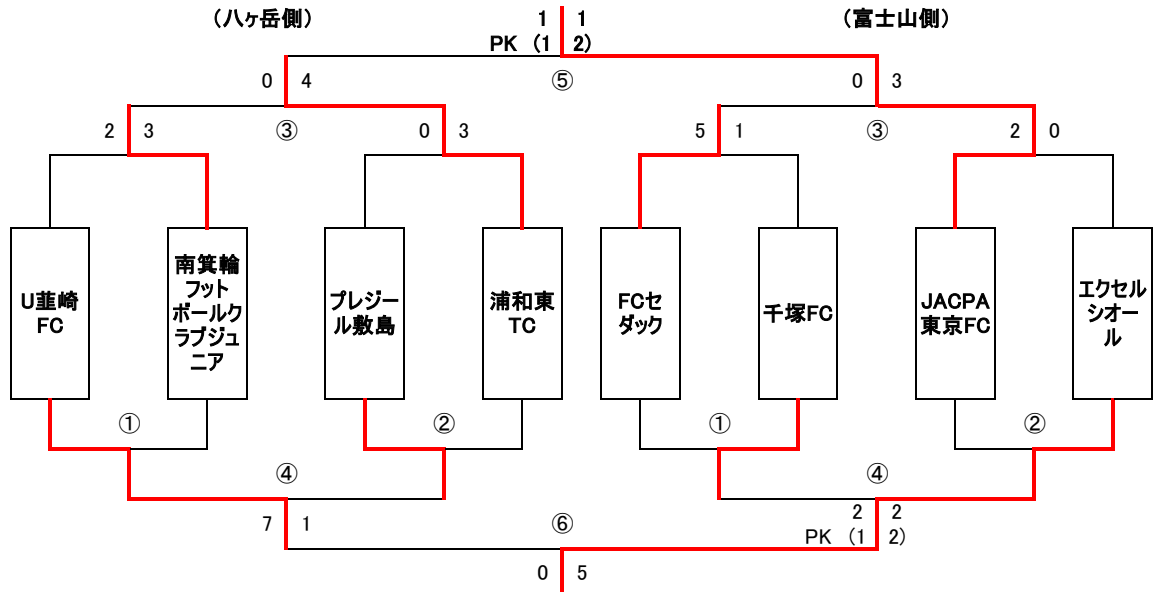 (八ヶ岳側) 1 1 (富士山側)
PK (1 2)
0 4 ⑤ 0 3
2 3 ③ 0 3 5 1 ③ 2 0
U韮崎
FC
南箕輪
フット
ボールク
ラブジュ
ニア
プレジー
ル敷島
浦和東
TC
FCセ
ダック
千塚FC
JACPA
東京FC
エクセル
シオー
ル
① ② ① ②
④ ④
7 1 ⑥ 2 2
PK (1 2)
0 5